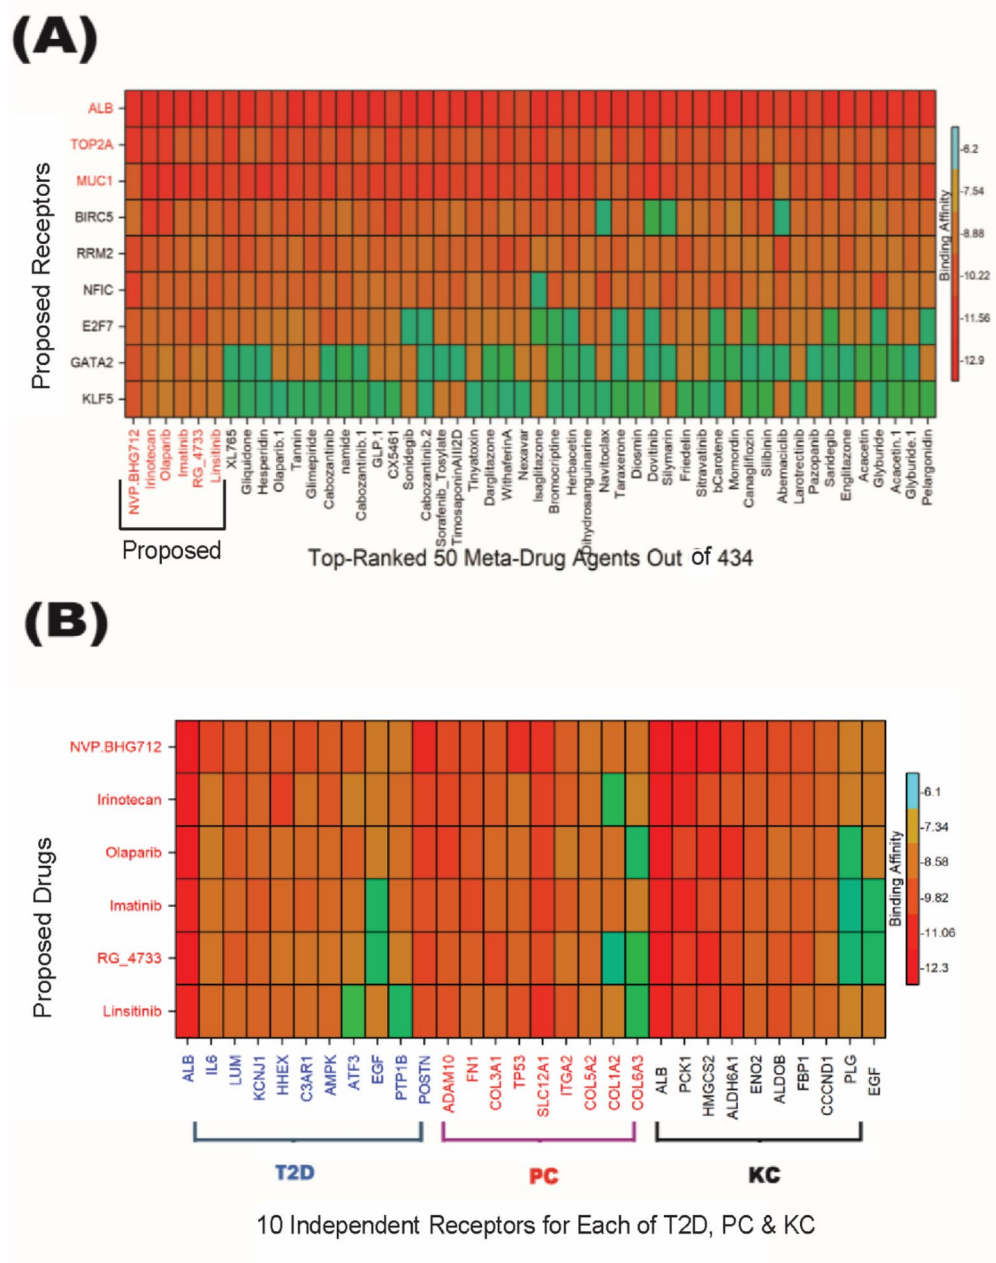 (A)
Proposed Receptors
ALB
TOP2A
MUC1
BIRC5
RRM2
NFIC
E2F7
GATA2
KLF5
Binding Affinity
-6.2
-7.54
-8.88
-10.22
-11.56
-12.9
NVP.BHG712
Irinotecan
Olaparib
Imatinib
RG_4733
Linsitinib
XL765
Gliquidone
Hesperidin
Olaparib.1
Tannin
Glimepiride
Cabozantinib
namide
Cabozantinib.1
GLP.1
CX5461
Sonidegib
Cabozantinib.2
Sorafenib_Tosylate
TimosaponinAIII2D
Tinyatoxin
Darglitazone
WithaferinA
Nexavar
Isaglitazone
Bromocriptine
Herbacetin
Dihydrosanguinarine
Navitoclax
Taraxerone
Diosmin
Dovitinib
Silymarin
Friedelin
Sitravatinib
bCarotene
Momordin
Canagliflozin
Silibinin
Abemaciclib
Larotrectinib
Pazopanib
Saridegib
Englitazone
Acacetin
Glyburide
Acacetin.1
Glyburide.1
Pelargonidin
Proposed
Top-Ranked 50 Meta-Drug Agents Out of 434
(B)
Proposed Drugs
NVP.BHG712
Irinotecan
Olaparib
Imatinib
RG_4733
Linsitinib
Binding Affinity
-6.1
-7.34
-8.58
-9.82
-11.06
-12.3
ALB
IL6
LUM
KCNJ1
HHEX
C3AR1
AMPK
ATF3
EGF
PTP1B
POSTN
ADAM10
FN1
COL3A1
TP53
SLC12A1
ITGA2
COL5A2
COL1A2
COL6A3
ALB
PCK1
HMGCS2
ALDH6A1
ENO2
ALDOB
FBP1
CCCND1
PLG
EGF
T2D
PC
KC
10 Independent Receptors for Each of T2D, PC & KC